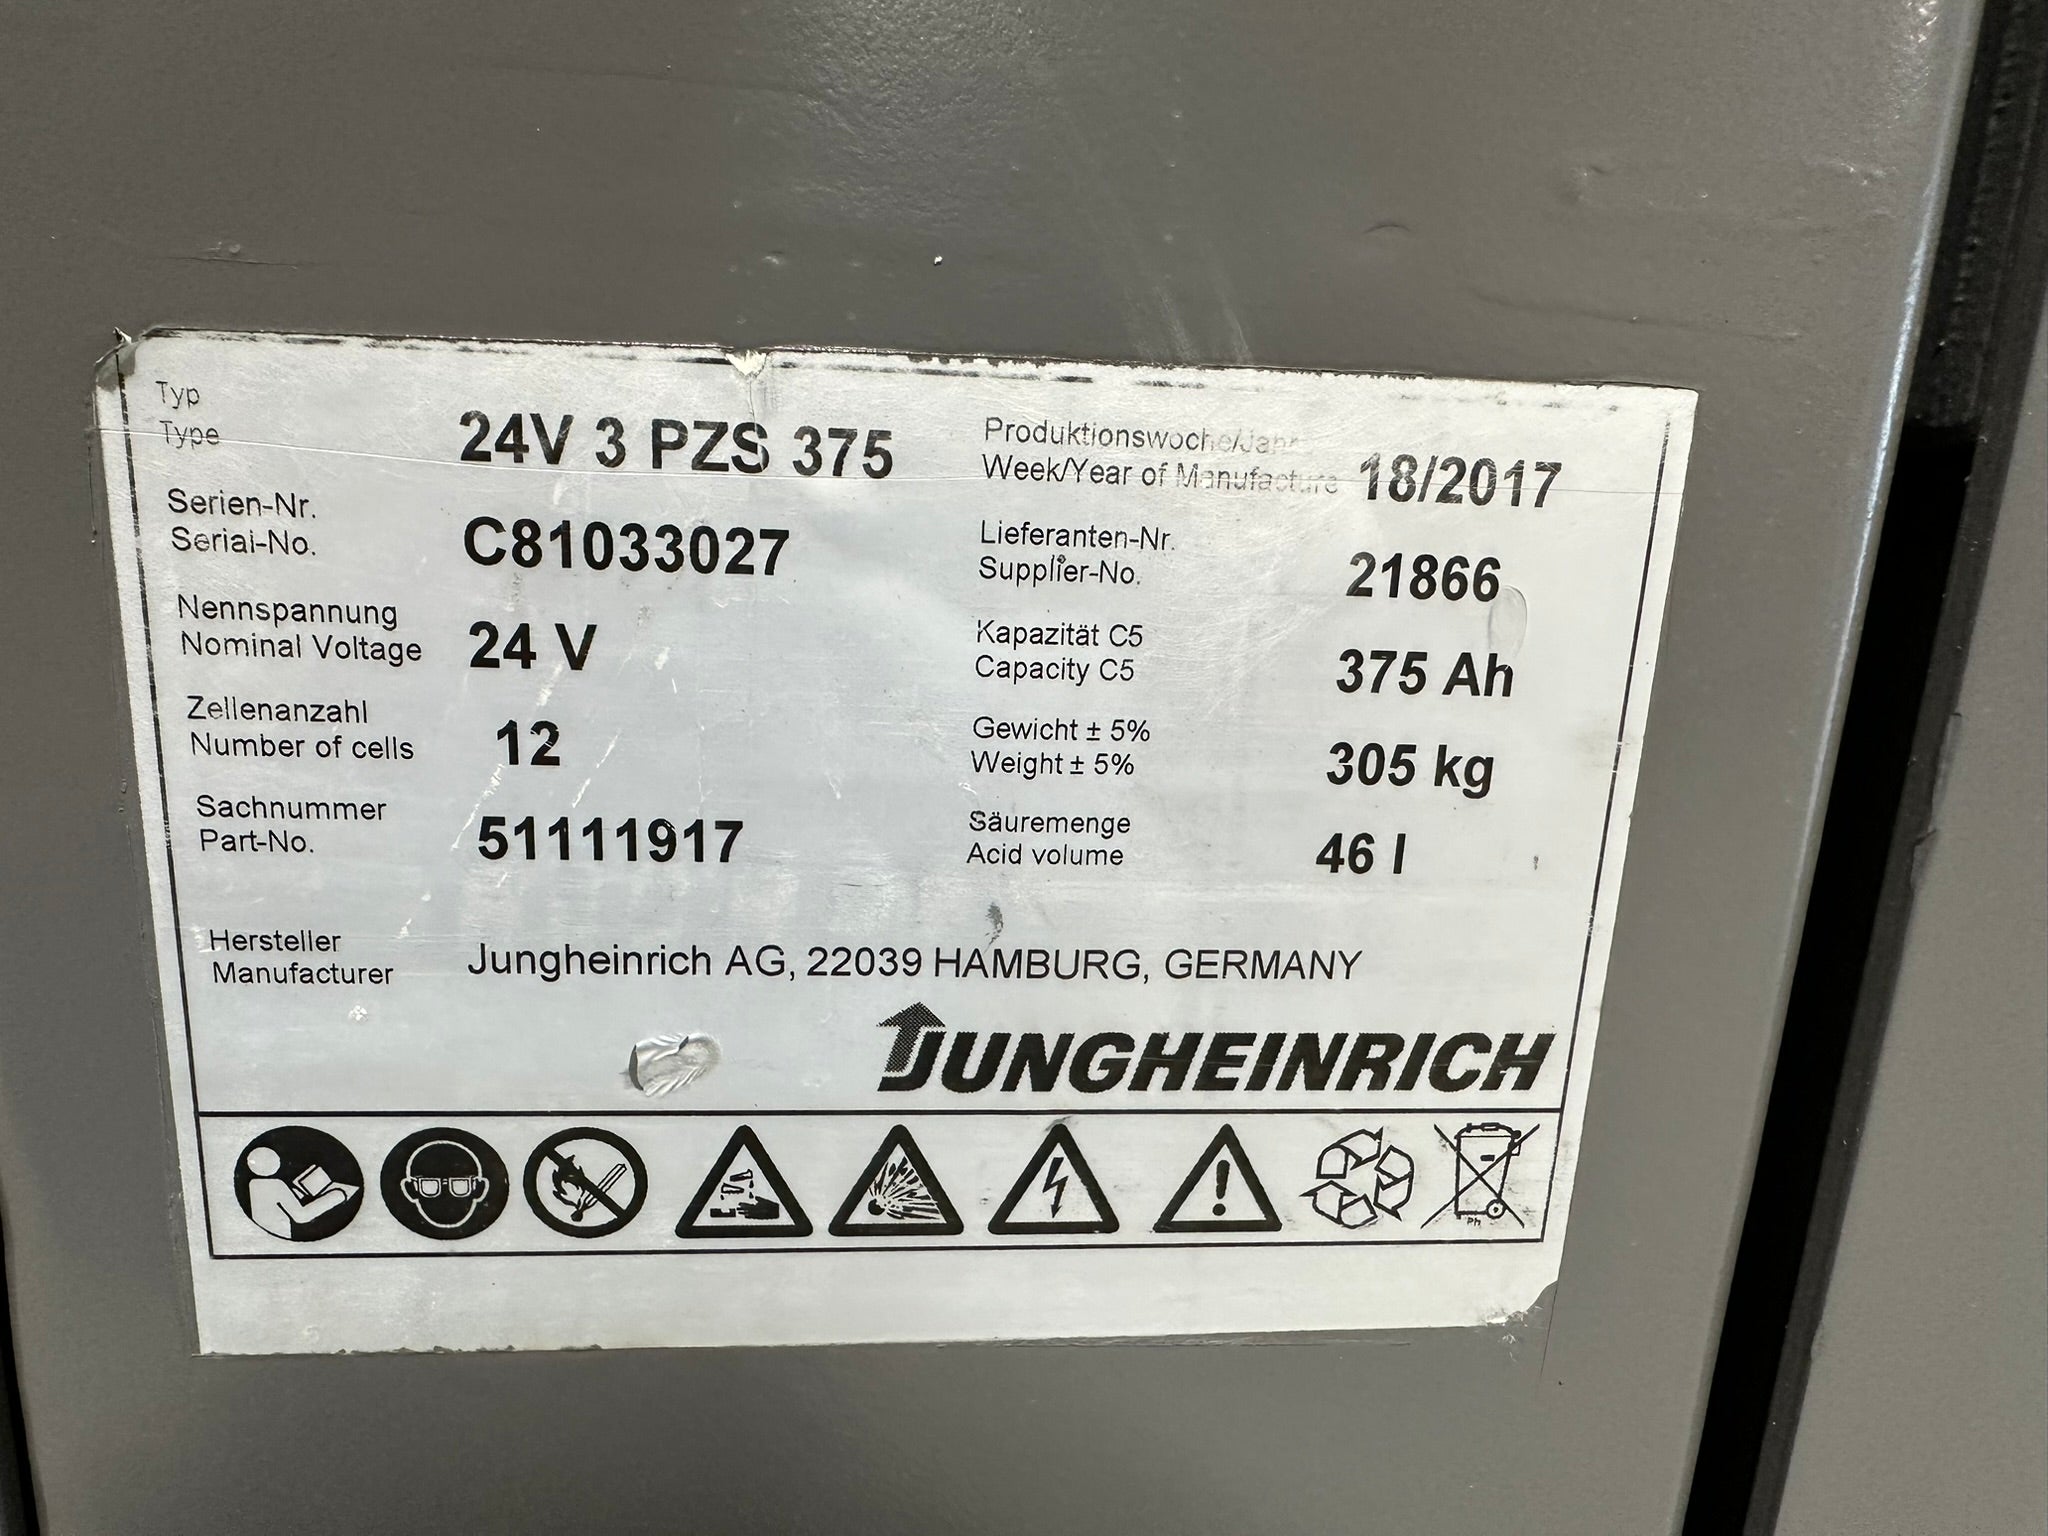 Typ
Type
24V 3 PZS 375
Produktionswoche/Jahr
Week/Year of Manufacture
18/2017
Serien-Nr.
Serial-No.
C81033027
Lieferanten-Nr.
Supplier-No.
21866
Nennspannung
Nominal Voltage
24 V
Kapazität C5
Capacity C5
375 Ah
Zellenanzahl
Number of cells
12
Gewicht ± 5%
Weight ± 5%
305 kg
Sachnummer
Part-No.
51111917
Säuremenge
Acid volume
46 l
Hersteller
Manufacturer
Jungheinrich AG, 22039 HAMBURG, GERMANY
JUNGHEINRICH
Pb